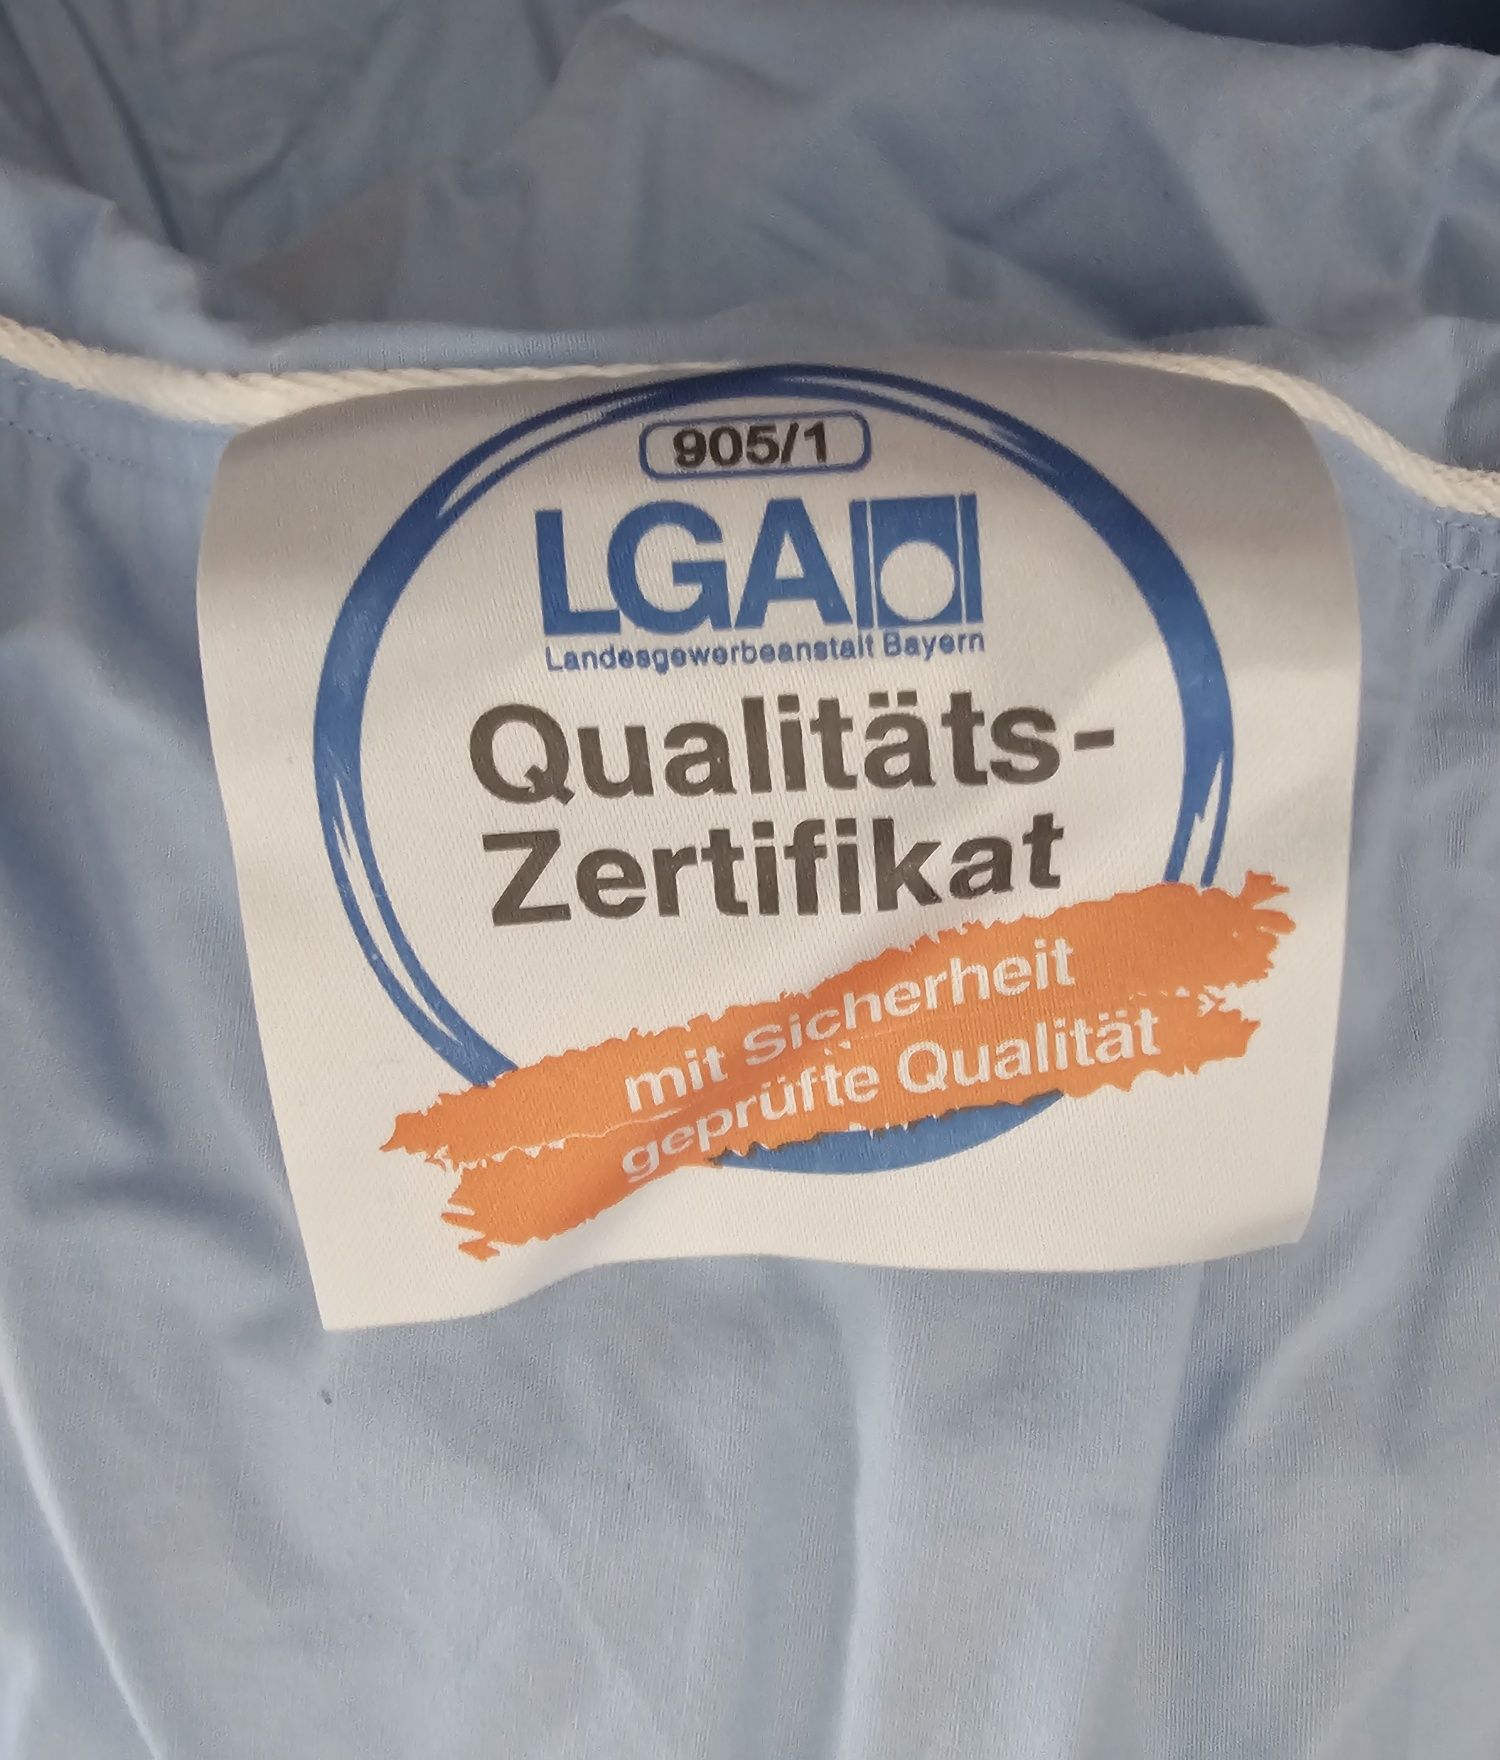 905/1
LGA
Landesgewerbeanstalt Bayern
Qualitäts-
Zertifikat
mit Sicherheit
geprüfte Qualität